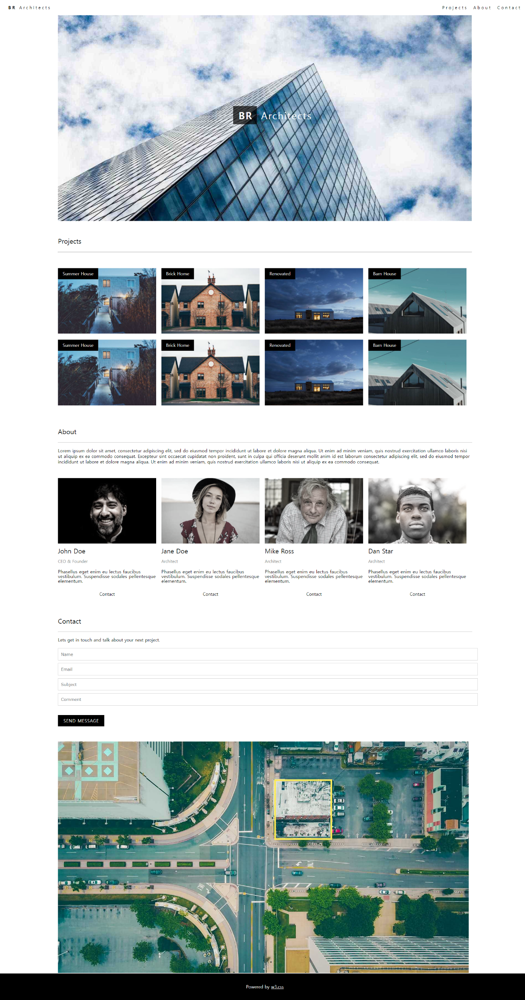 BR Architects
Projects About Contact
BR Architects
Projects
Summer House
Brick Home
Renovated
Barn House
Summer House
Brick Home
Renovated
Barn House
About
Lorem ipsum dolor sit amet, consectetur adipiscing elit, sed do eiusmod tempor incididunt ut labore et dolore magna aliqua. Ut enim ad minim veniam, quis nostrud exercitation ullamco laboris nisi
ut aliquip ex ea commodo consequat. Excepteur sint occaecat cupidatat non proident, sunt in culpa qui officia deserunt mollit anim id est laborum consectetur adipiscing elit, sed do eiusmod tempor
incididunt ut labore et dolore magna aliqua. Ut enim ad minim veniam, quis nostrud exercitation ullamco laboris nisi ut aliquip ex ea commodo consequat.
John Doe
CEO & Founder
Phasellus eget enim eu lectus faucibus
vestibulum. Suspendisse sodales pellentesque
elementum.
Contact
Jane Doe
Architect
Phasellus eget enim eu lectus faucibus
vestibulum. Suspendisse sodales pellentesque
elementum.
Contact
Mike Ross
Architect
Phasellus eget enim eu lectus faucibus
vestibulum. Suspendisse sodales pellentesque
elementum.
Contact
Dan Star
Architect
Phasellus eget enim eu lectus faucibus
vestibulum. Suspendisse sodales pellentesque
elementum.
Contact
Contact
Lets get in touch and talk about your next project.
Name
Email
Subject
Comment
SEND MESSAGE
ONLY
ONLY
Powered by w3.css